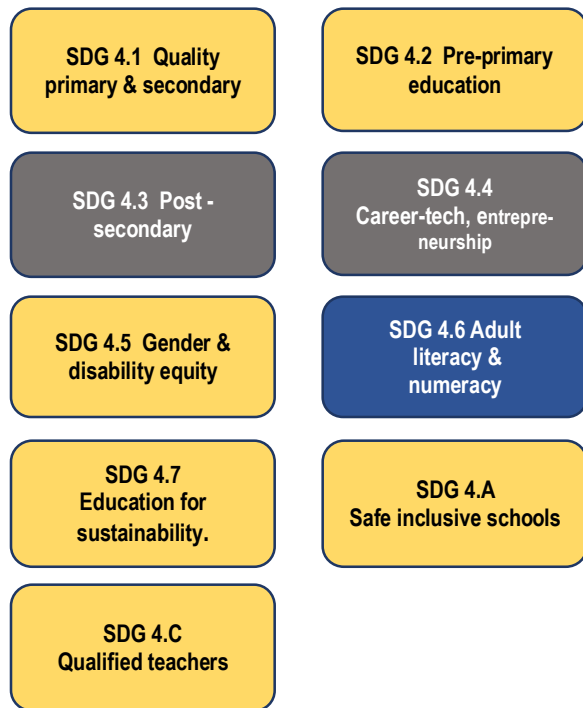 SDG 4.1  Quality
primary & secondary
SDG 4.2  Pre-primary
education
SDG 4.3  Post -
secondary
SDG 4.4
Career-tech, entrepre-
neurship
SDG 4.5  Gender &
disability equity
SDG 4.6 Adult
literacy &
numeracy
SDG 4.7
Education for
sustainability.
SDG 4.A
Safe inclusive schools
SDG 4.C
Qualified teachers